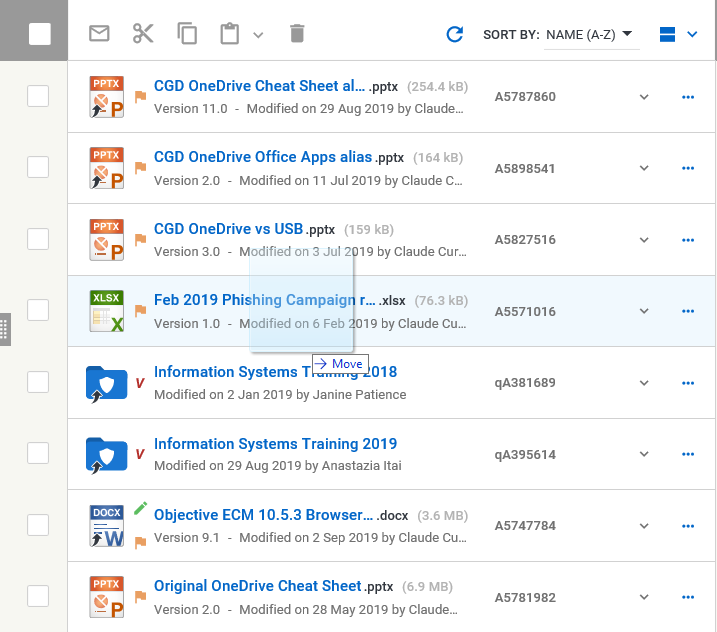 SORT BY: NAME (A-Z)
PPTX
P
CGD OneDrive Cheat Sheet al… .pptx (254.4 kB)
Version 11.0 - Modified on 29 Aug 2019 by Claude…
A5787860
PPTX
P
CGD OneDrive Office Apps alias.pptx (164 kB)
Version 2.0 - Modified on 11 Jul 2019 by Claude C…
A5898541
PPTX
P
CGD OneDrive vs USB.pptx (159 kB)
Version 3.0 - Modified on 3 Jul 2019 by Claude Cur…
A5827516
XLSX
X
Feb 2019 Phishing Campaign r… .xlsx (76.3 kB)
Version 1.0 - Modified on 6 Feb 2019 by Claude Cu…
A5571016
Move
V
Information Systems Training 2018
Modified on 2 Jan 2019 by Janine Patience
qA381689
V
Information Systems Training 2019
Modified on 29 Aug 2019 by Anastazia Itai
qA395614
DOCX
W
Objective ECM 10.5.3 Browser… .docx (3.6 MB)
Version 9.1 - Modified on 2 Sep 2019 by Claude Cu…
A5747784
PPTX
P
Original OneDrive Cheat Sheet.pptx (6.9 MB)
Version 2.0 - Modified on 28 May 2019 by Claude…
A5781982